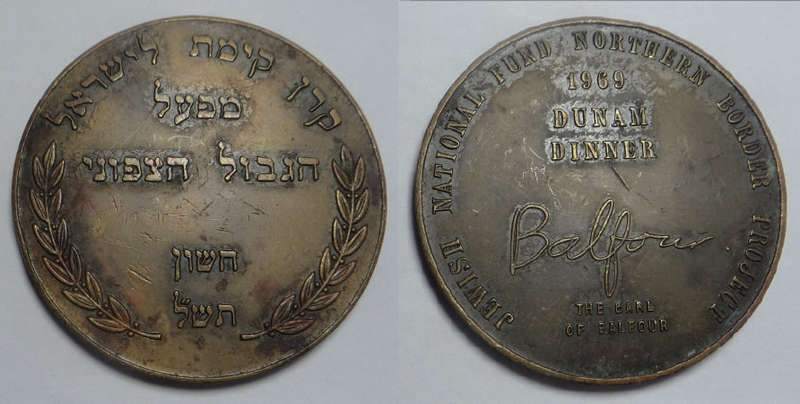 קרן קימת לישראל
מפעל
הגבול הצפוני
חשון
תש"ל
JEWISH NATIONAL FUND NORTHERN BORDER PROJECT
1969
DUNAM
DINNER
Balfour
THE EARL
OF BALFOUR